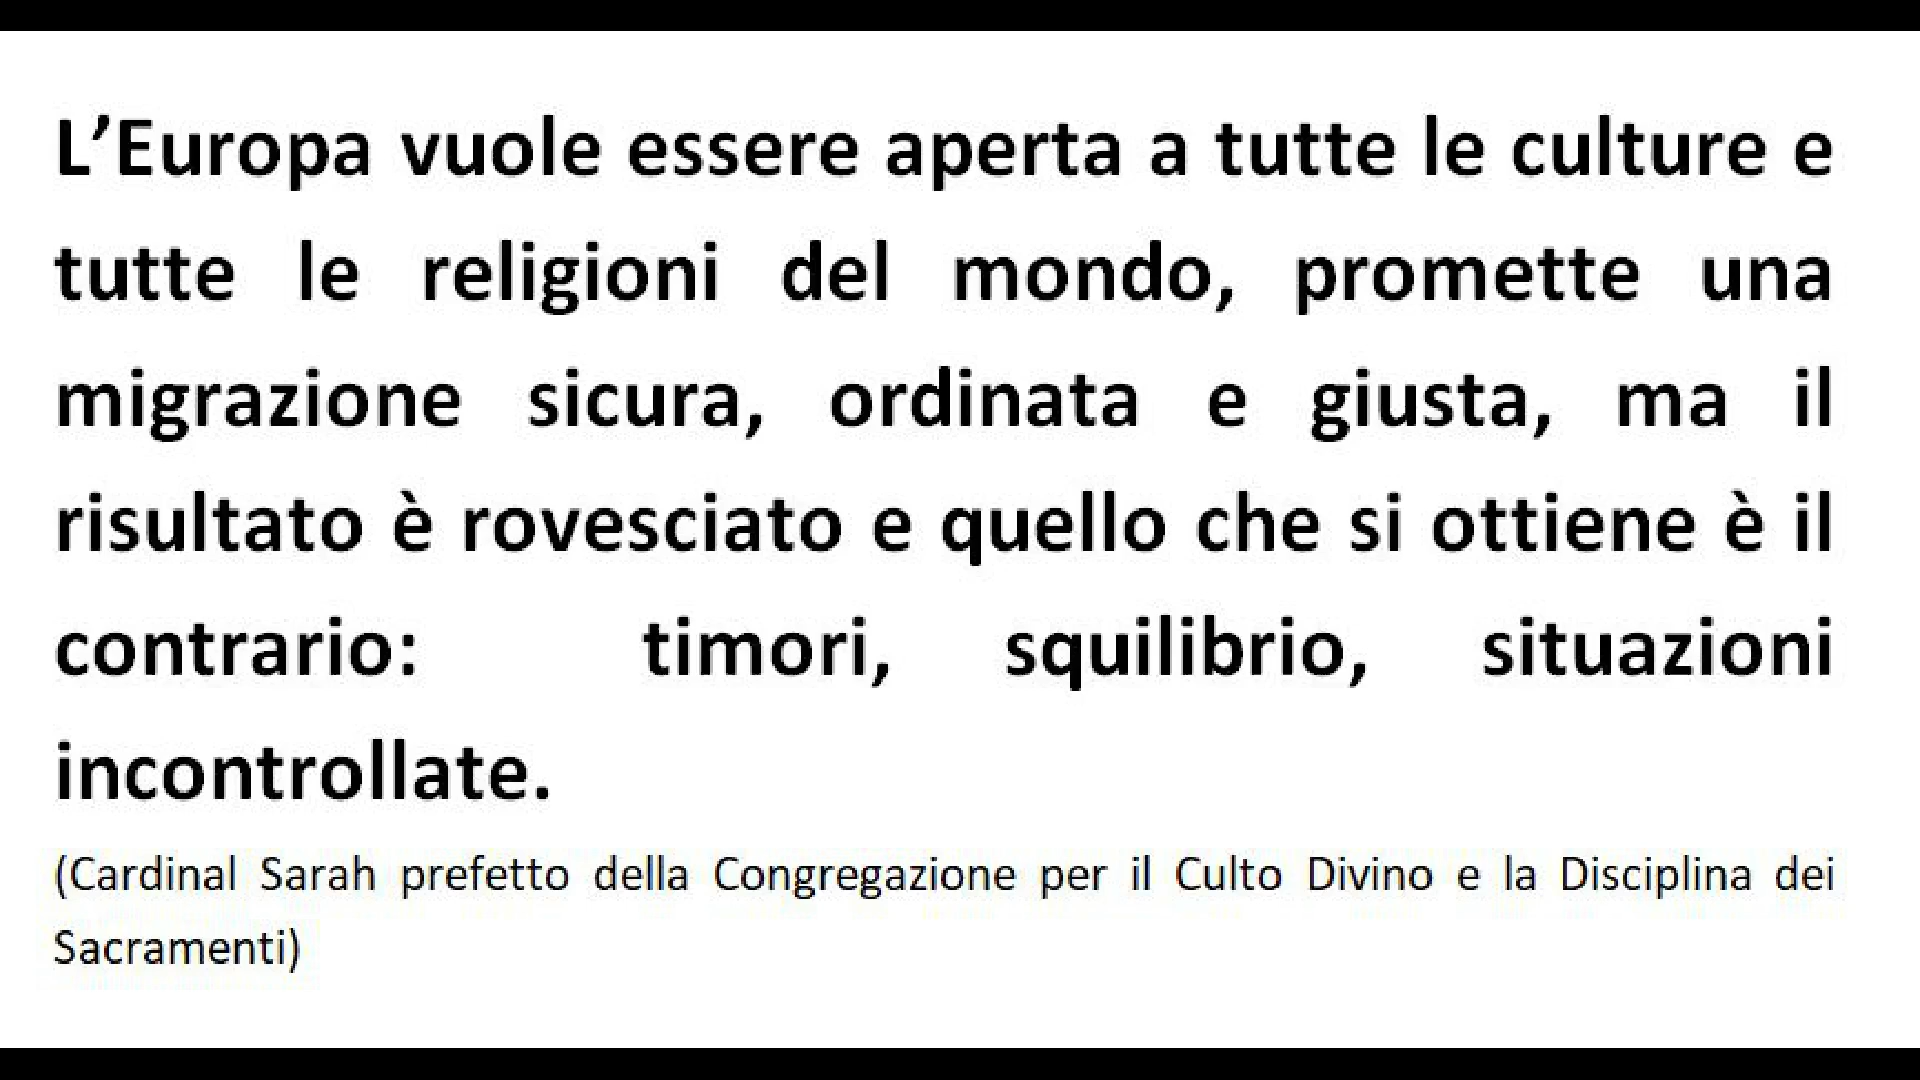 L’Europa vuole essere aperta a tutte le culture e
tutte le religioni del mondo, promette una
migrazione sicura, ordinata e giusta, ma il
risultato è rovesciato e quello che si ottiene è il
contrario: timori, squilibrio, situazioni
incontrollate.
(Cardinal Sarah prefetto della Congregazione per il Culto Divino e la Disciplina dei
Sacramenti)